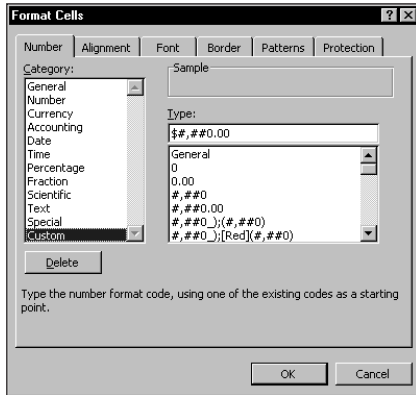 Format Cells
Number Alignment Font Border Patterns Protection
Category:
General
Number
Currency
Accounting
Date
Time
Percentage
Fraction
Scientific
Text
Special
Custom
Sample
Type:
$#,##0.00
General
0
0.00
#,##0
#,##0.00
#,##0_);(#,##0)
#,##0_);[Red](#,##0)
Delete
Type the number format code, using one of the existing codes as a starting
point.
OK Cancel